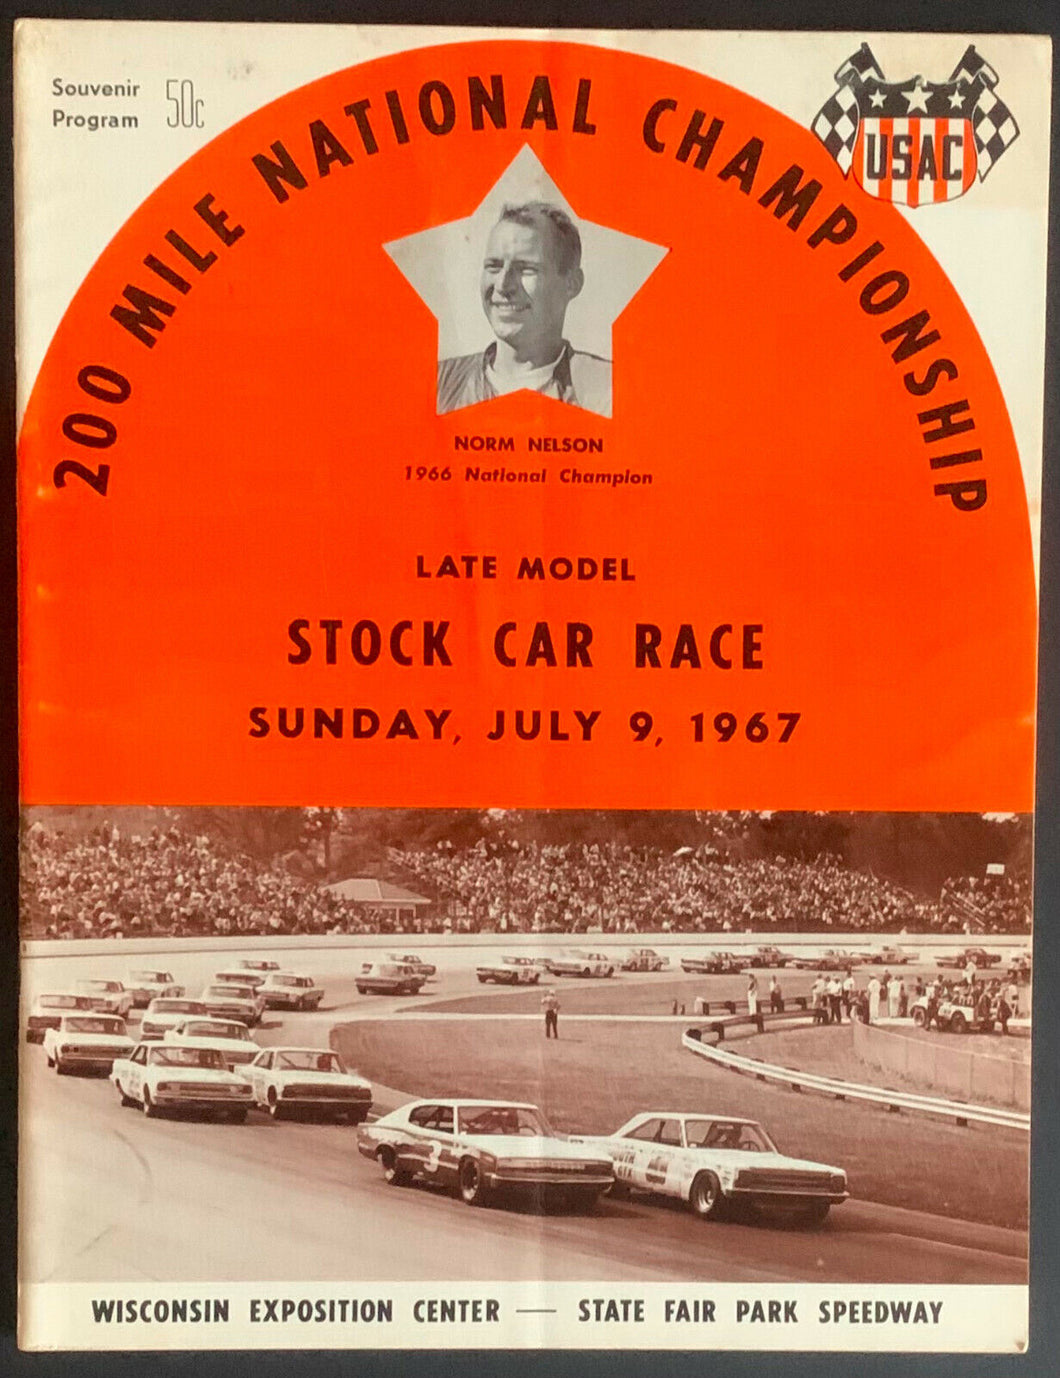 Souvenir
Program 50c
200 MILE NATIONAL CHAMPIONSHIP
USAC
NORM NELSON
1966 National Champion
LATE MODEL
STOCK CAR RACE
SUNDAY, JULY 9, 1967
3
WISCONSIN EXPOSITION CENTER — STATE FAIR PARK SPEEDWAY